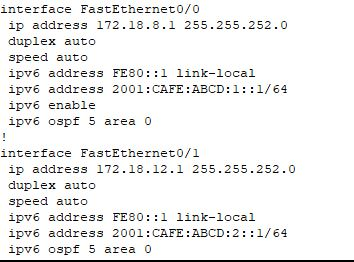 interface FastEthernet0/0
 ip address 172.18.8.1 255.255.252.0
 duplex auto
 speed auto
 ipv6 address FE80::1 link-local
 ipv6 address 2001:CAFE:ABCD:1::1/64
 ipv6 enable
 ipv6 ospf 5 area 0
!
interface FastEthernet0/1
 ip address 172.18.12.1 255.255.252.0
 duplex auto
 speed auto
 ipv6 address FE80::1 link-local
 ipv6 address 2001:CAFE:ABCD:2::1/64
 ipv6 ospf 5 area 0